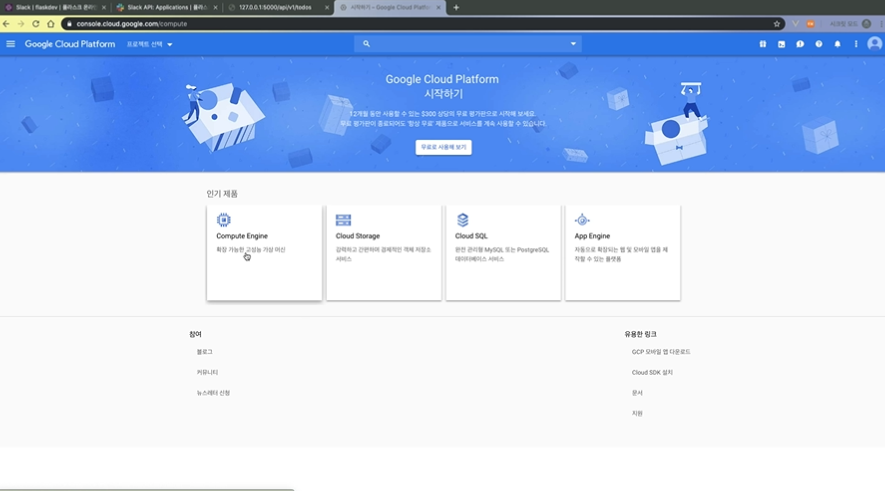 Slack | flaskdev | 플라스크 온라인
Slack API: Applications | 플라스
127.0.0.1:5000/api/v1/todos
시작하기 – Google Cloud Platfo
console.cloud.google.com/compute
시크릿 모드
Google Cloud Platform
프로젝트 선택
Google Cloud Platform
시작하기
12개월 동안 사용할 수 있는 $300 상당의 무료 평가판으로 시작해 보세요.
무료 평가판이 종료되어도 '항상 무료' 제품으로 서비스를 계속 사용할 수 있습니다.
무료로 사용해 보기
인기 제품
Compute Engine
확장 가능한 고성능 가상 머신
Cloud Storage
강력하고 간편하며 경제적인 객체 저장소
서비스
Cloud SQL
완전 관리형 MySQL 또는 PostgreSQL
데이터베이스 서비스
App Engine
자동으로 확장되는 웹 및 모바일 앱을 제
작할 수 있는 플랫폼
참여
블로그
커뮤니티
뉴스레터 신청
유용한 링크
GCP 모바일 앱 다운로드
Cloud SDK 설치
문서
지원